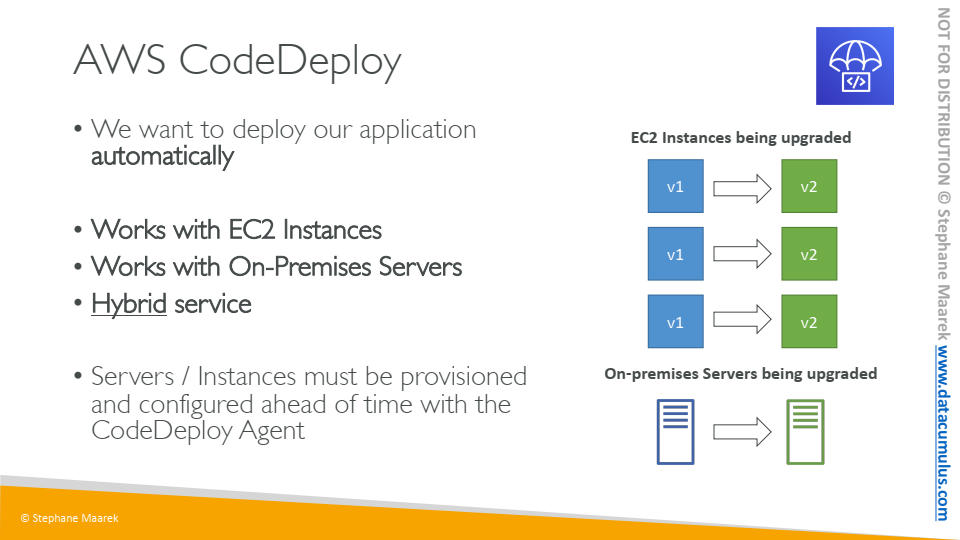 AWS CodeDeploy
• We want to deploy our application
automatically
• Works with EC2 Instances
• Works with On-Premises Servers
• Hybrid service
• Servers / Instances must be provisioned
and configured ahead of time with the
CodeDeploy Agent
</>
EC2 Instances being upgraded
v1 v2
v1 v2
v1 v2
On-premises Servers being upgraded
NOT FOR DISTRIBUTION © Stephane Maarek www.datacumulus.com
© Stephane Maarek